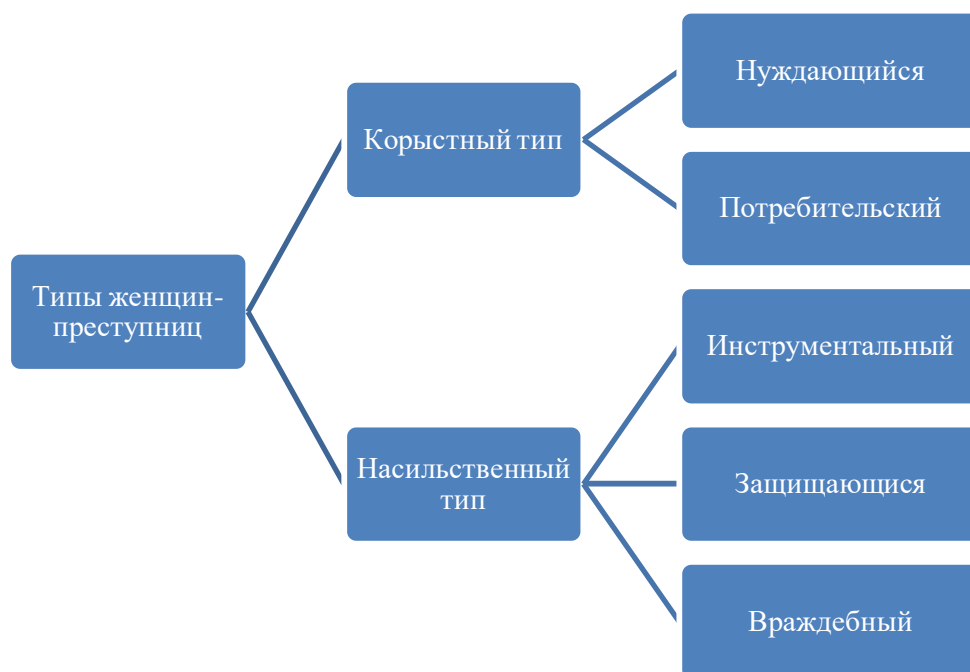 Типы женщин-
преступниц
Корыстный тип
Нуждающийся
Потребительский
Насильственный
тип
Инструментальный
Защищающися
Враждебный